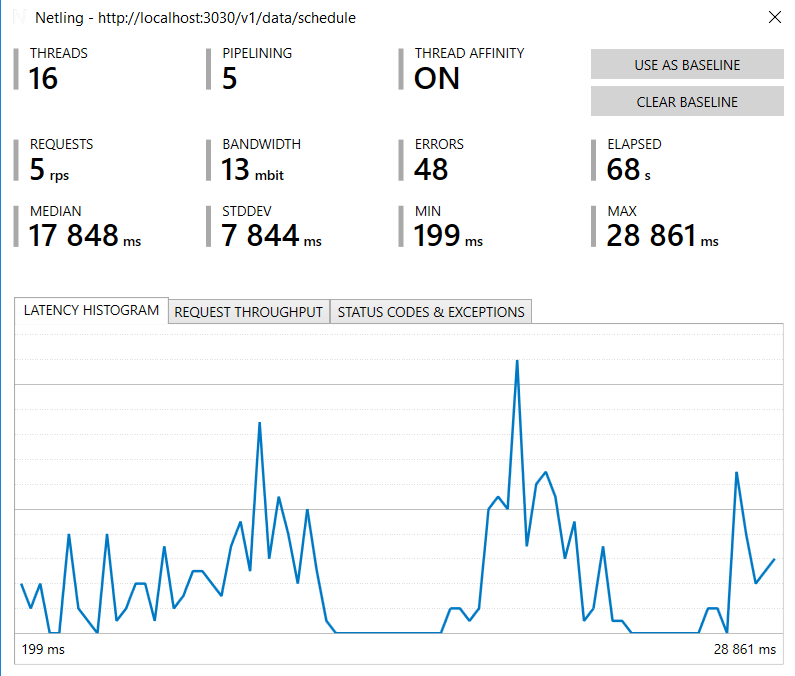 Netling - http://localhost:3030/v1/data/schedule
THREADS PIPELINING THREAD AFFINITY
16 5 ON
USE AS BASELINE
CLEAR BASELINE
REQUESTS BANDWIDTH ERRORS ELAPSED
5 rps 13 mbit 48 68 s
MEDIAN STDDEV MIN MAX
17 848 ms 7 844 ms 199 ms 28 861 ms
LATENCY HISTOGRAM REQUEST THROUGHPUT STATUS CODES & EXCEPTIONS
199 ms 28 861 ms